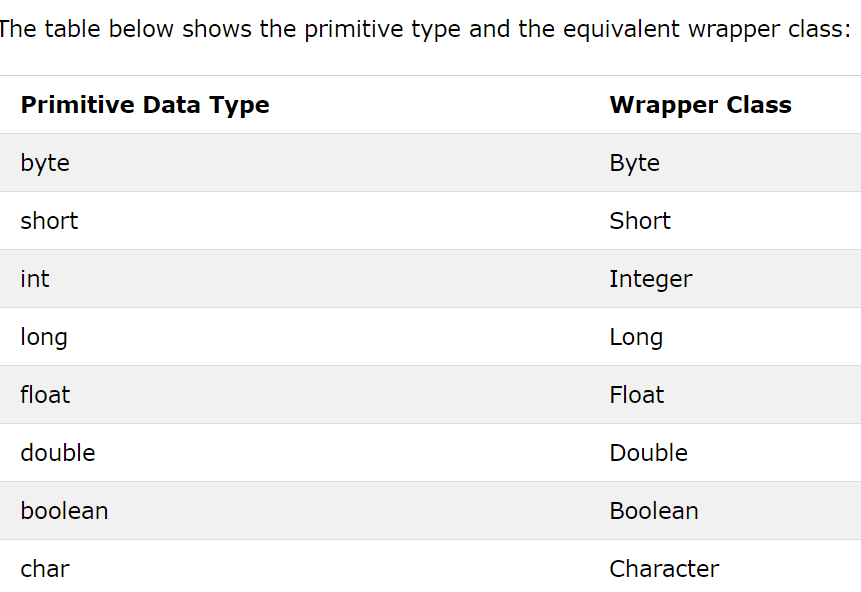 The table below shows the primitive type and the equivalent wrapper class:
Primitive Data Type Wrapper Class
byte Byte
short Short
int Integer
long Long
float Float
double Double
boolean Boolean
char Character